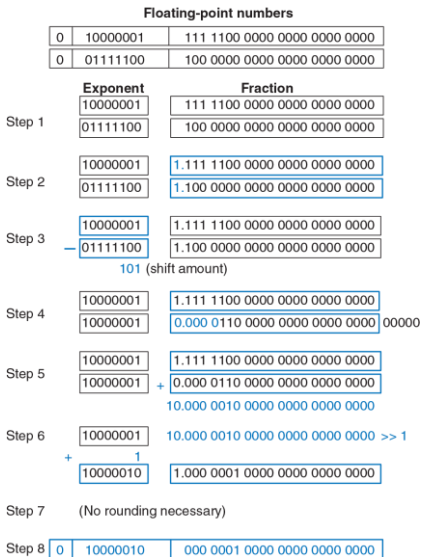 Floating-point numbers
0 10000001 111 1100 0000 0000 0000 0000
0 01111100 100 0000 0000 0000 0000 0000
Exponent Fraction
Step 1
10000001 111 1100 0000 0000 0000 0000
01111100 100 0000 0000 0000 0000 0000
Step 2
10000001 1.111 1100 0000 0000 0000 0000
01111100 1.100 0000 0000 0000 0000 0000
Step 3
10000001 1.111 1100 0000 0000 0000 0000
– 01111100 1.100 0000 0000 0000 0000 0000
101 (shift amount)
Step 4
10000001 1.111 1100 0000 0000 0000 0000
10000001 0.000 0110 0000 0000 0000 0000 00000
Step 5
10000001 1.111 1100 0000 0000 0000 0000
10000001 + 0.000 0110 0000 0000 0000 0000
10.000 0010 0000 0000 0000 0000
Step 6 10000001 10.000 0010 0000 0000 0000 0000 >> 1
+ 1
10000010 1.000 0001 0000 0000 0000 0000
Step 7 (No rounding necessary)
Step 8 0 10000010 000 0001 0000 0000 0000 0000